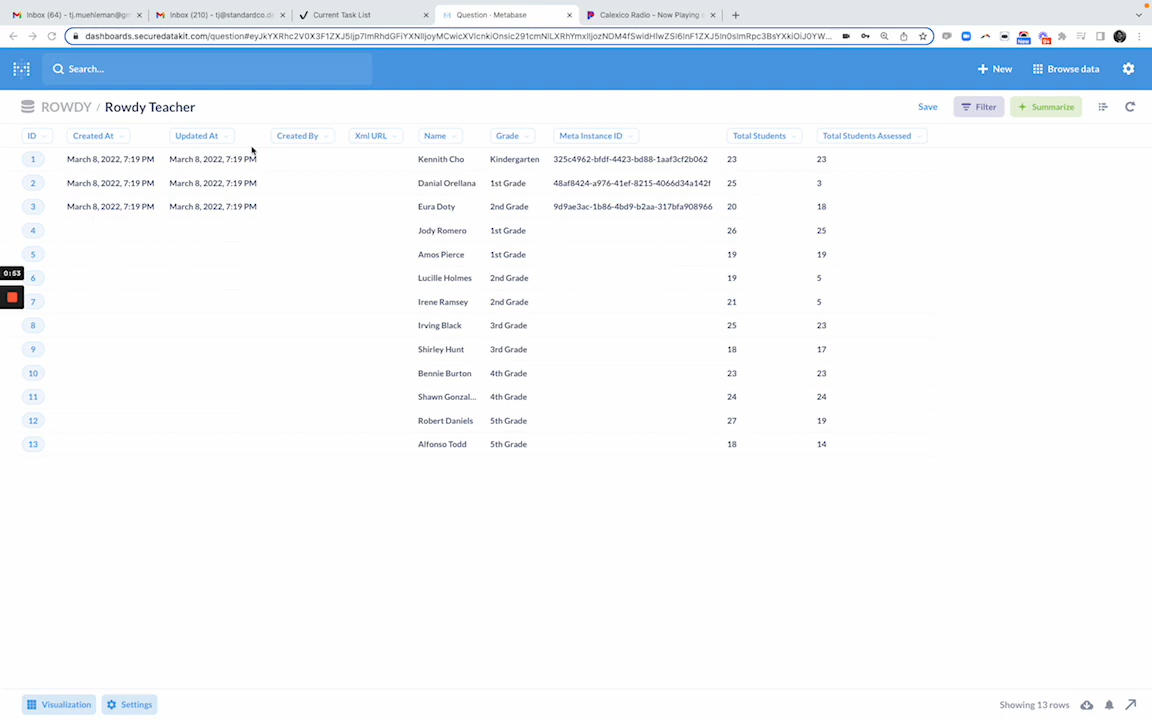 Inbox (64) - tj.muehleman@gm
Inbox (210) - tj@standardco.d
Current Task List
Question · Metabase
Calexico Radio - Now Playing
Search...
New
Browse data
ROWDY / Rowdy Teacher
Save
Filter
Summarize
ID Created At Updated At Created By Xml URL Name Grade Meta Instance ID Total Students Total Students Assessed
1 March 8, 2022, 7:19 PM March 8, 2022, 7:19 PM Kennith Cho Kindergarten 325c4962-bfdf-4423-bd88-1aaf3cf2b062 23 23
2 March 8, 2022, 7:19 PM March 8, 2022, 7:19 PM Danial Orellana 1st Grade 48af8424-a976-41ef-8215-4066d34a142f 25 3
3 March 8, 2022, 7:19 PM March 8, 2022, 7:19 PM Eura Doty 2nd Grade 9d9ae3ac-1b86-4bd9-b2aa-317bfa908966 20 18
4 Jody Romero 1st Grade 26 25
5 Amos Pierce 1st Grade 19 19
0:53
6 Lucille Holmes 2nd Grade 19 5
7 Irene Ramsey 2nd Grade 21 5
8 Irving Black 3rd Grade 25 23
9 Shirley Hunt 3rd Grade 18 17
10 Bennie Burton 4th Grade 23 23
11 Shawn Gonzal... 4th Grade 24 24
12 Robert Daniels 5th Grade 27 19
13 Alfonso Todd 5th Grade 18 14
Visualization
Settings
Showing 13 rows